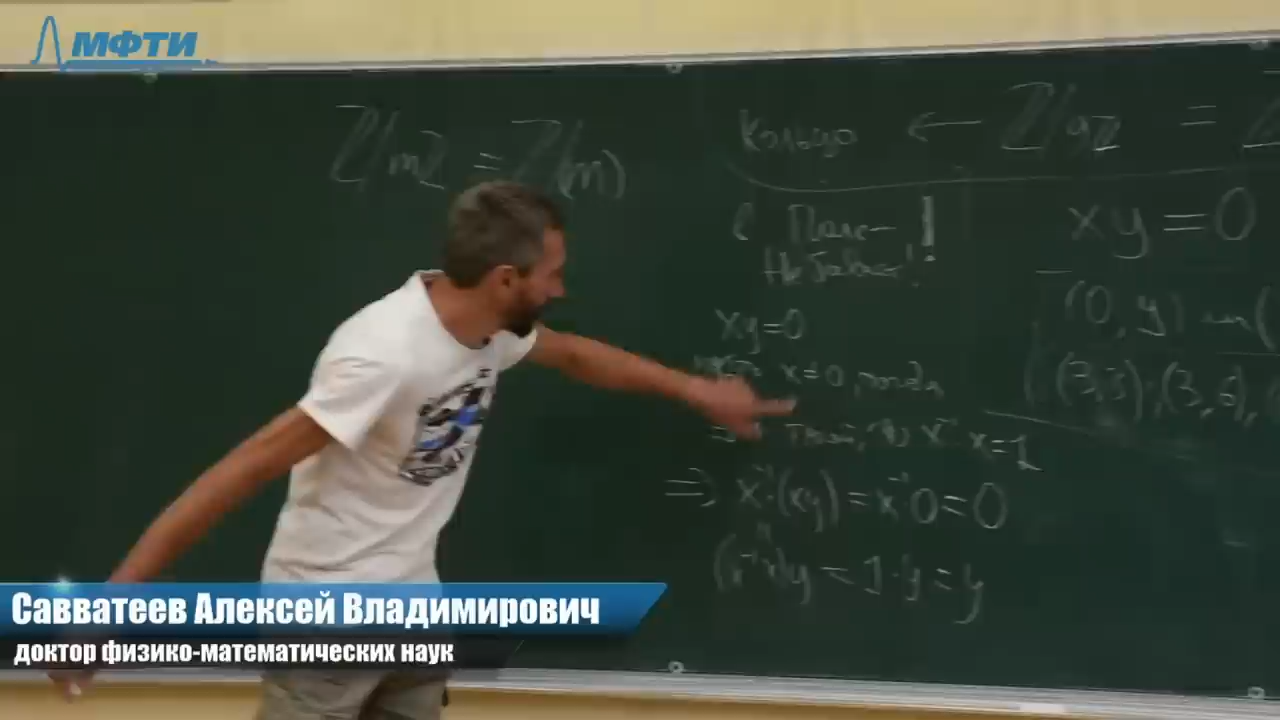 МФТИ
ℤ/mℤ = ℤ/(m)
Кольцо ← ℤ/9ℤ =
Не бывает!
xy=0
x≠0, тогда
x⁻¹x=1
⇒ x⁻¹·(xy)=x⁻¹0=0
(x⁻¹x)y=1·y=y
xy=0
(0,y) или (
(3,3);(3,6),
Савватеев Алексей Владимирович
доктор физико-математических наук